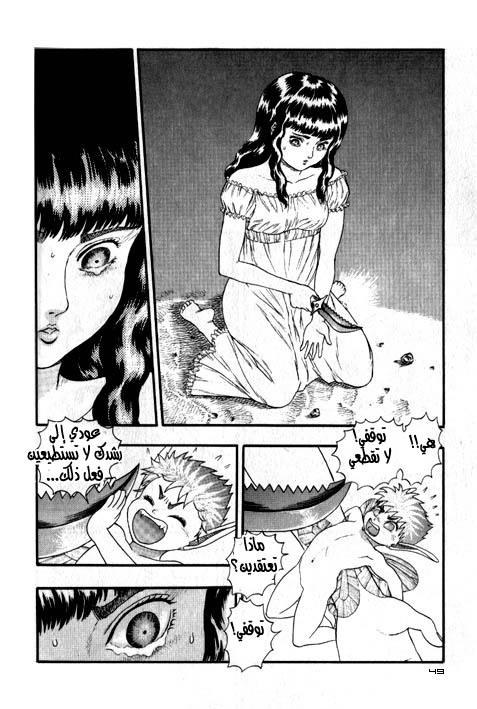 هي!!
توقفي!
لا تقطعي
عودي إلى
رشدك لا تستطيعين
فعل ذلك...
ماذا
تعتقدين؟
توقفي!
49